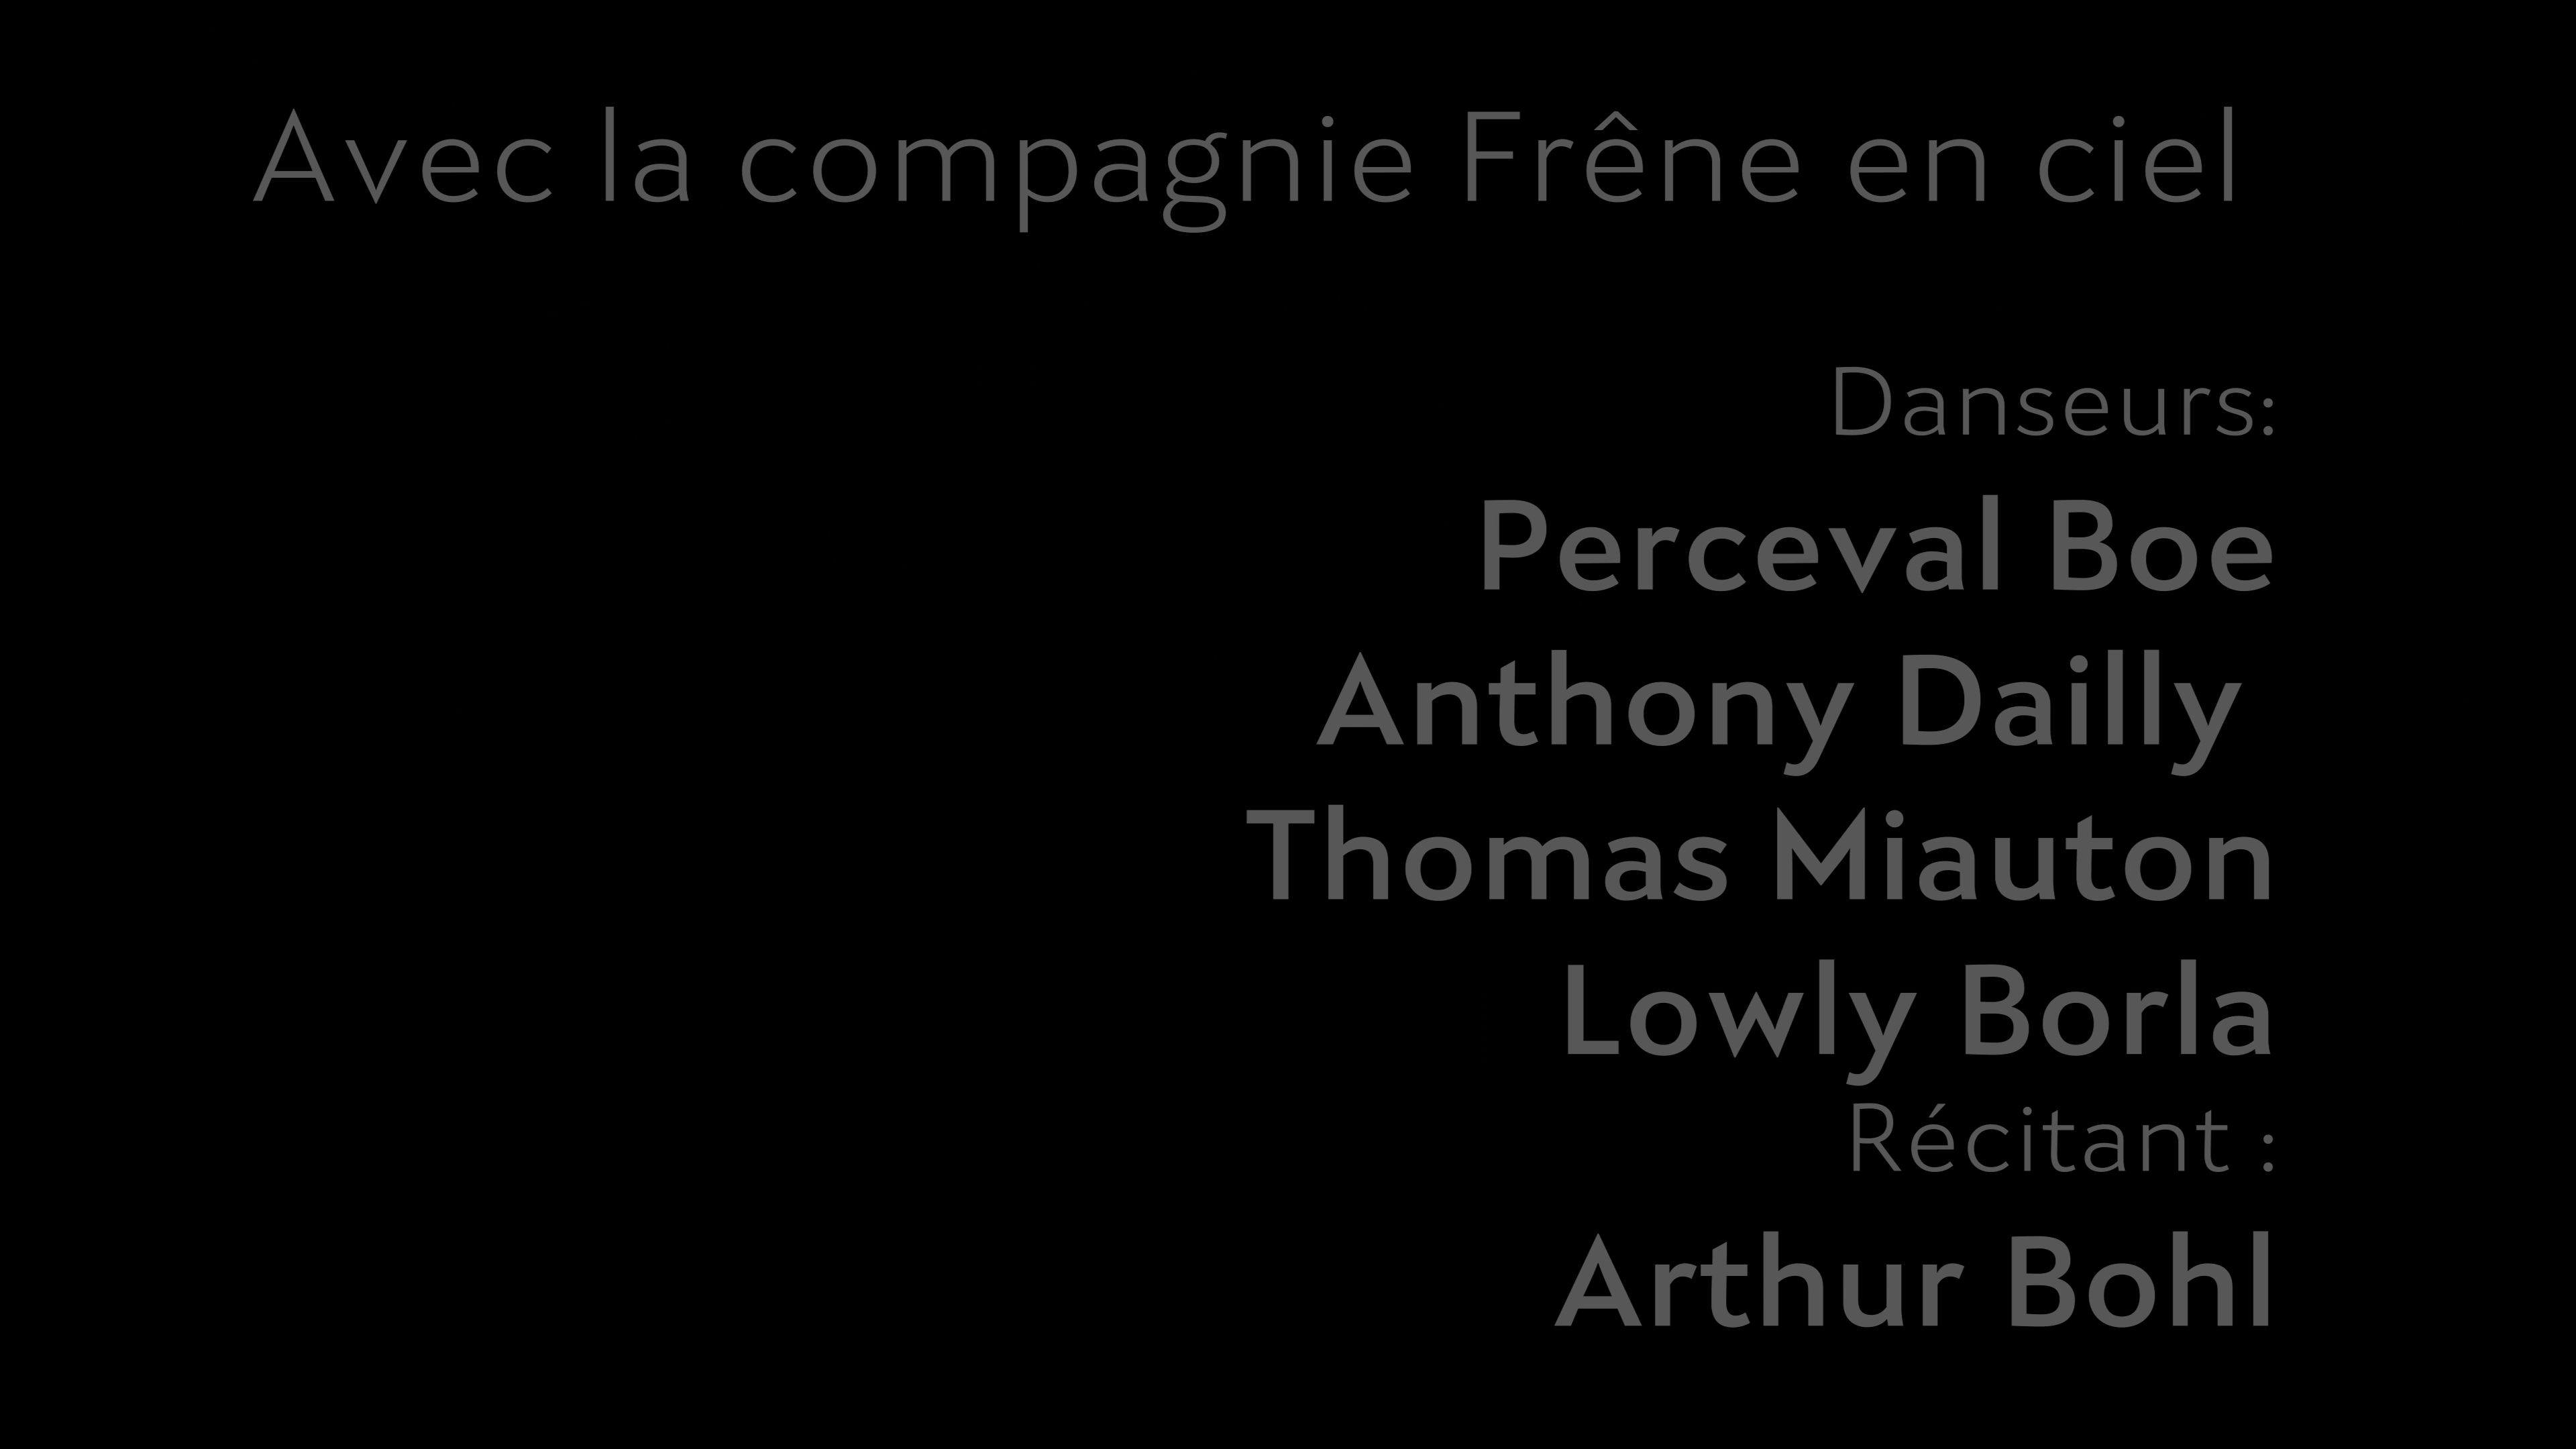 Avec la compagnie Frêne en ciel
Danseurs:
Perceval Boe
Anthony Dailly
Thomas Miauton
Lowly Borla
Récitant :
Arthur Bohl